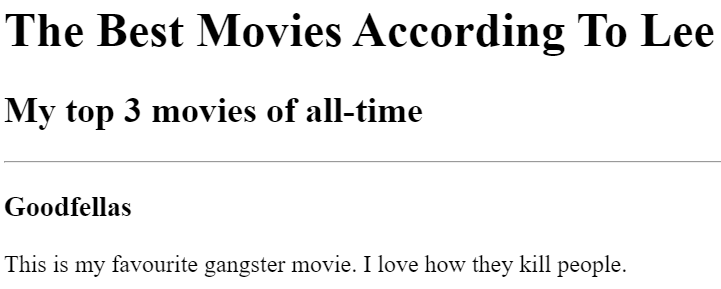 The Best Movies According To Lee
My top 3 movies of all-time
Goodfellas
This is my favourite gangster movie. I love how they kill people.